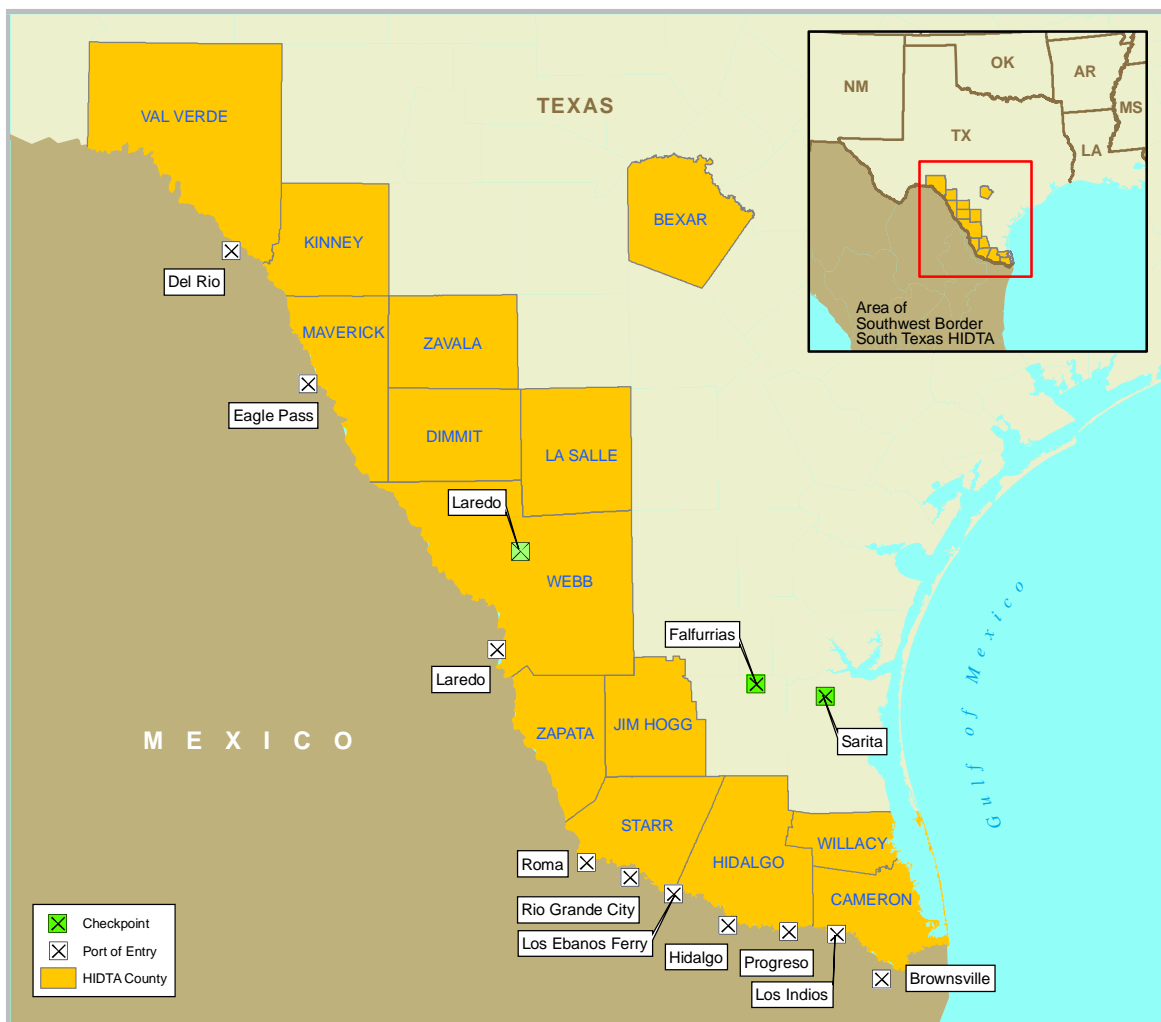 TEXAS
VAL VERDE
KINNEY
BEXAR
Del Rio
MAVERICK
ZAVALA
Eagle Pass
DIMMIT
LA SALLE
Laredo
WEBB
Falfurrias
Laredo
Sarita
ZAPATA
JIM HOGG
MEXICO
Gulf of Mexico
STARR
HIDALGO
WILLACY
CAMERON
Roma
Rio Grande City
Los Ebanos Ferry
Hidalgo
Progreso
Los Indios
Brownsville
NM
OK
AR
MS
TX
LA
Area of
Southwest Border
South Texas HIDTA
Checkpoint
Port of Entry
HIDTA County